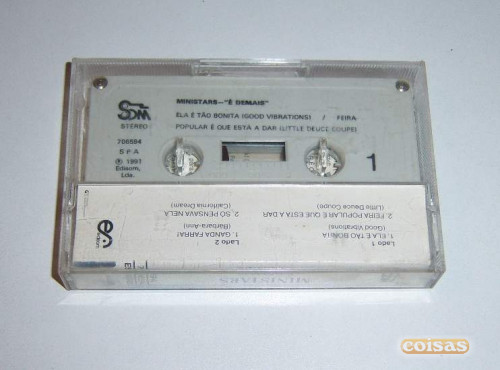 MINISTARS—"É DEMAIS"
ELA É TÃO BONITA (GOOD VIBRATIONS) / FEIRA
POPULAR É QUE ESTÁ A DAR (LITTLE DEUCE COUPE)
SDM
STEREO
706594
SPA
℗ 1991
Edisom,
Lda.
1
Lado 1
1. ELA É TÃO BONITA
(Good Vibrations)
2. FEIRA POPULAR É QUE ESTÁ A DAR
(Little Deuce Coupe)
Lado 2
1. GANDA FARRA!
(Barbara-Ann)
2. SÓ PENSAVA NELA
(California Dream)
MINISTARS
coisas